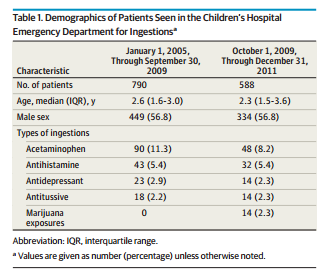 Table 1. Demographics of Patients Seen in the Children's Hospital
Emergency Department for Ingestionsa
Characteristic January 1, 2005, Through September 30, 2009 October 1, 2009, Through December 31, 2011
No. of patients 790 588
Age, median (IQR), y 2.6 (1.6-3.0) 2.3 (1.5-3.6)
Male sex 449 (56.8) 334 (56.8)
Types of ingestions
Acetaminophen 90 (11.3) 48 (8.2)
Antihistamine 43 (5.4) 32 (5.4)
Antidepressant 23 (2.9) 14 (2.3)
Antitussive 18 (2.2) 14 (2.3)
Marijuana exposures 0 14 (2.3)
Abbreviation: IQR, interquartile range.
a Values are given as number (percentage) unless otherwise noted.